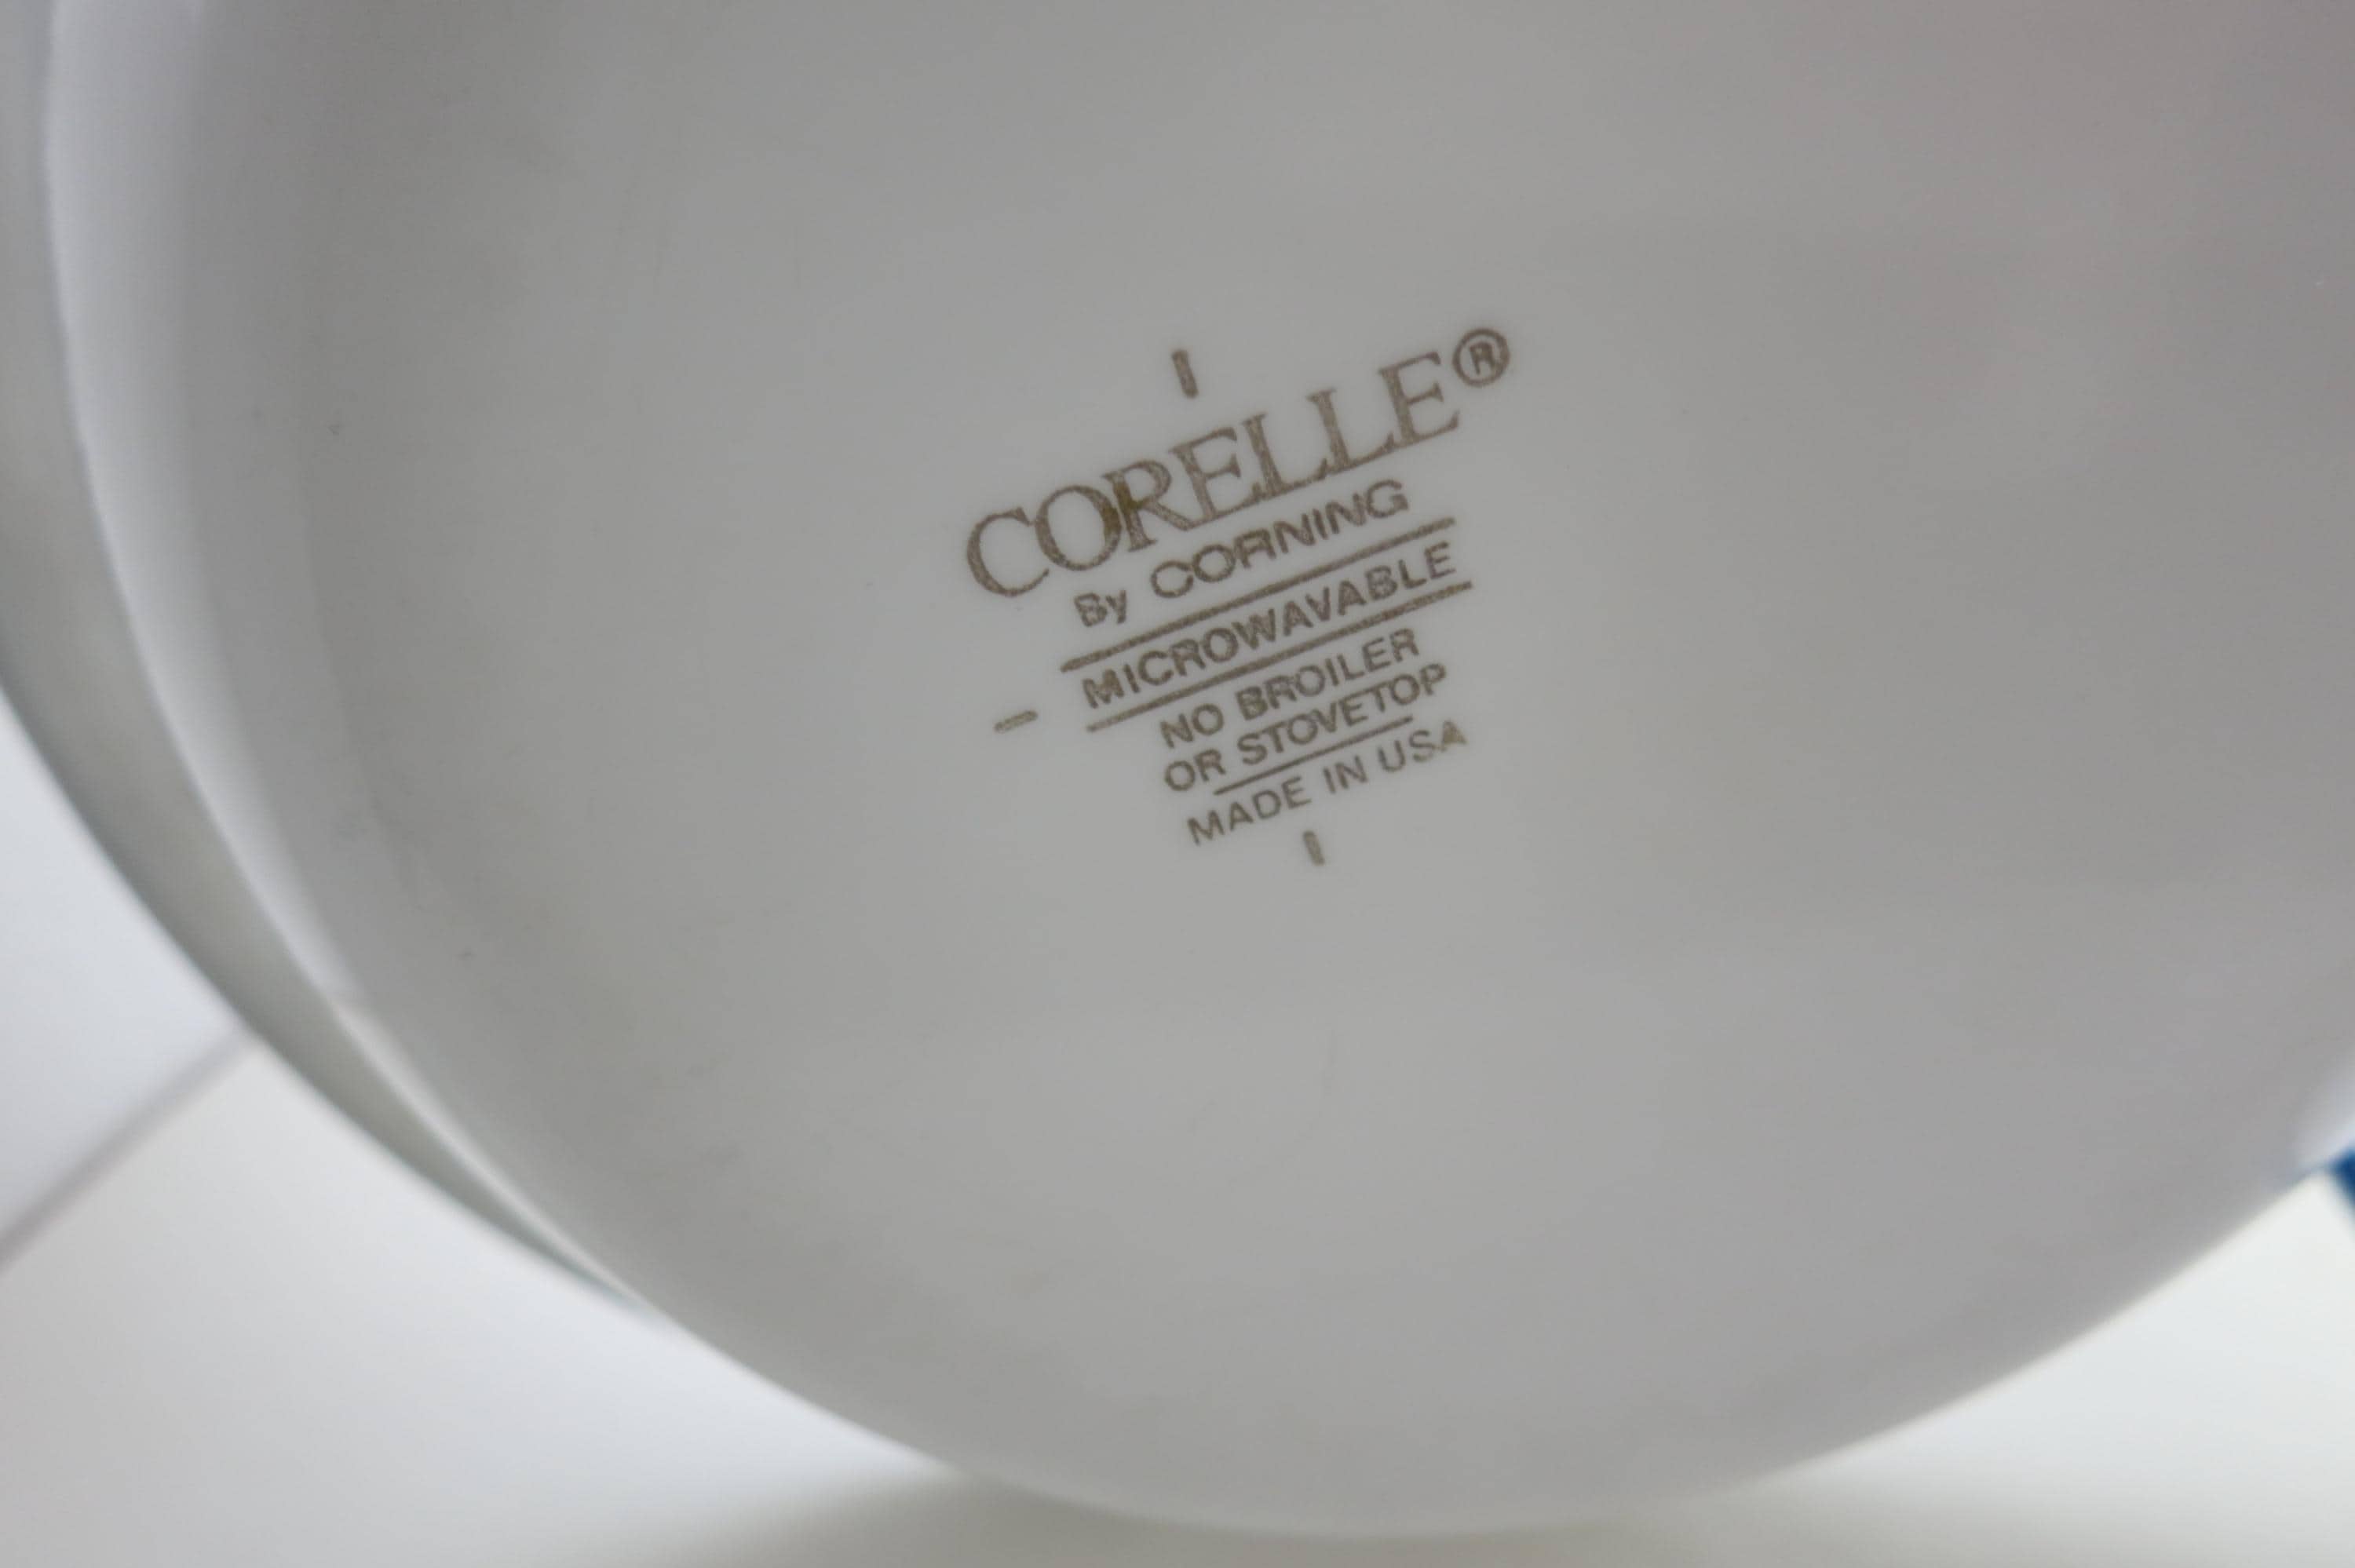 CORELLE®
By CORNING
MICROWAVABLE
NO BROILER
OR STOVETOP
MADE IN USA